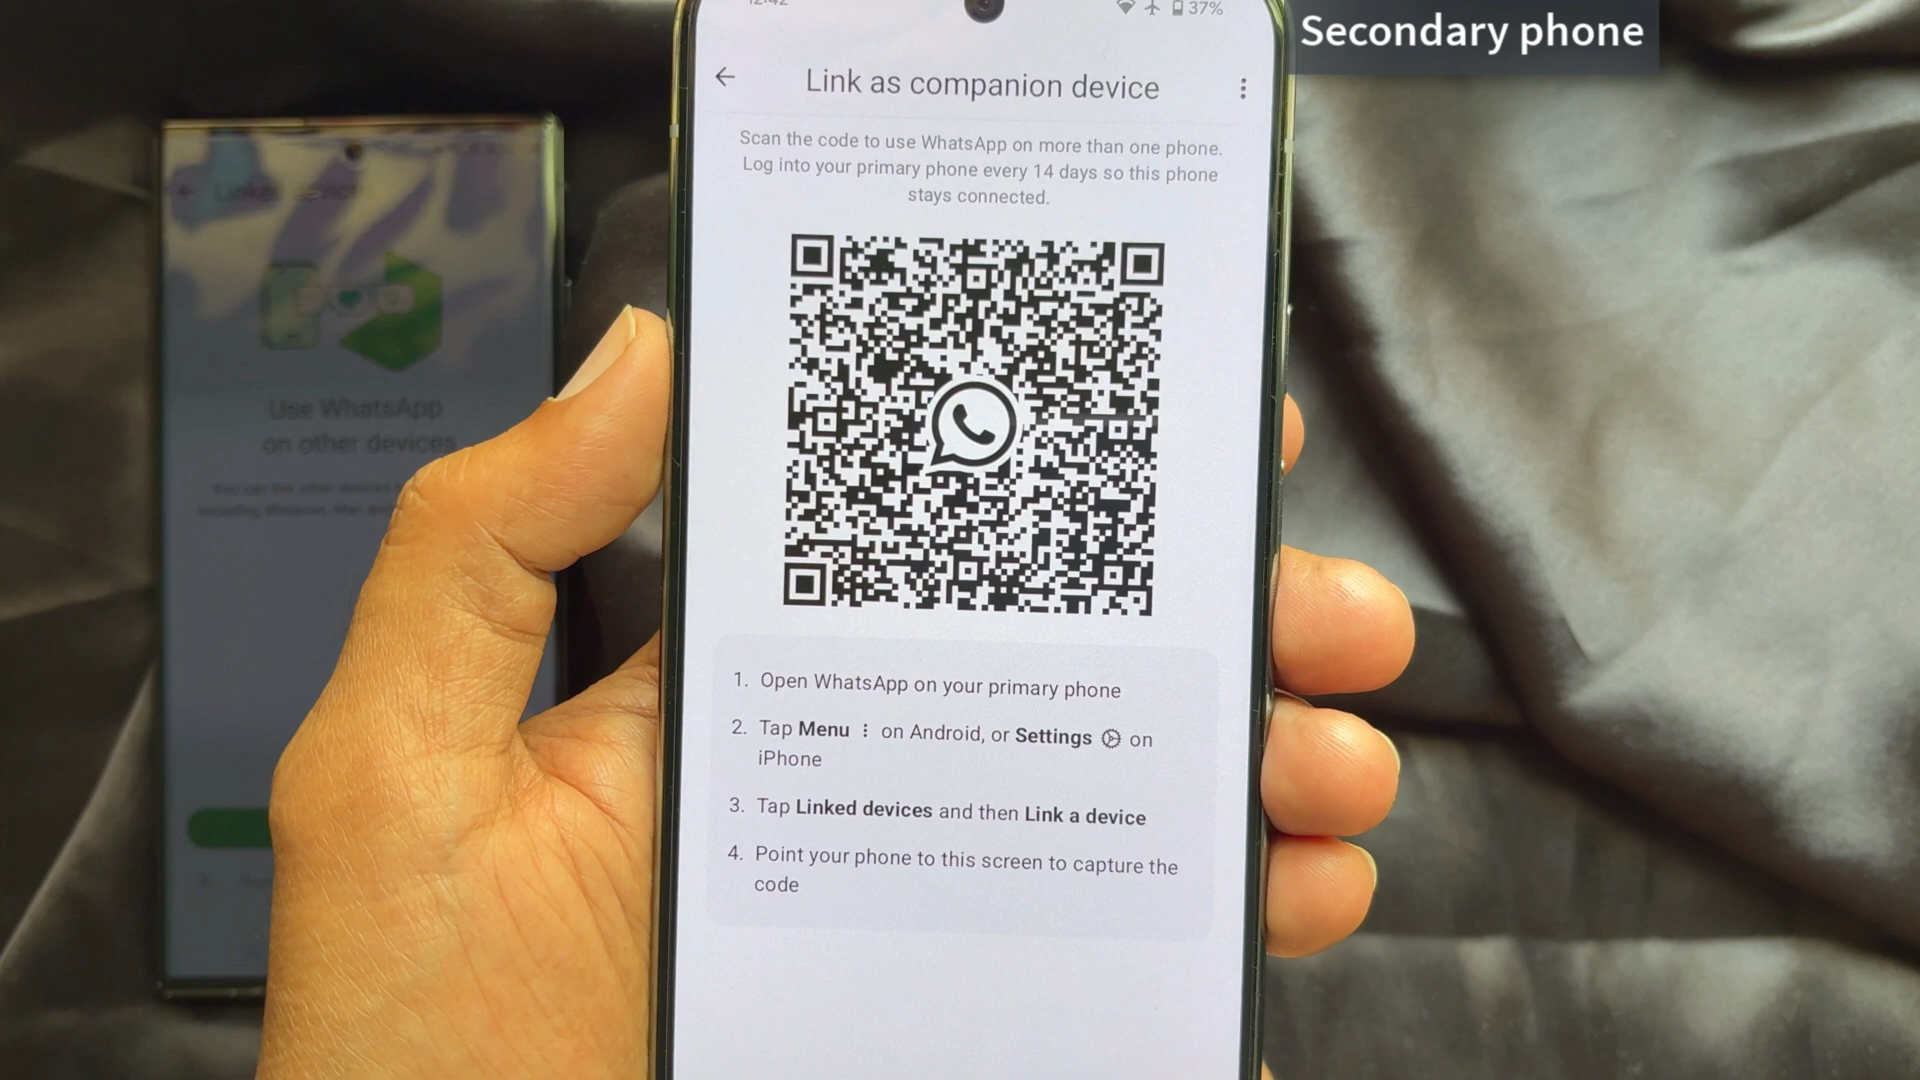 Secondary phone
12:42
37%
Link as companion device
Scan the code to use WhatsApp on more than one phone.
Log into your primary phone every 14 days so this phone
stays connected.
1. Open WhatsApp on your primary phone
2. Tap Menu ⋮ on Android, or Settings on
iPhone
3. Tap Linked devices and then Link a device
4. Point your phone to this screen to capture the
code
Use WhatsApp
on other devices